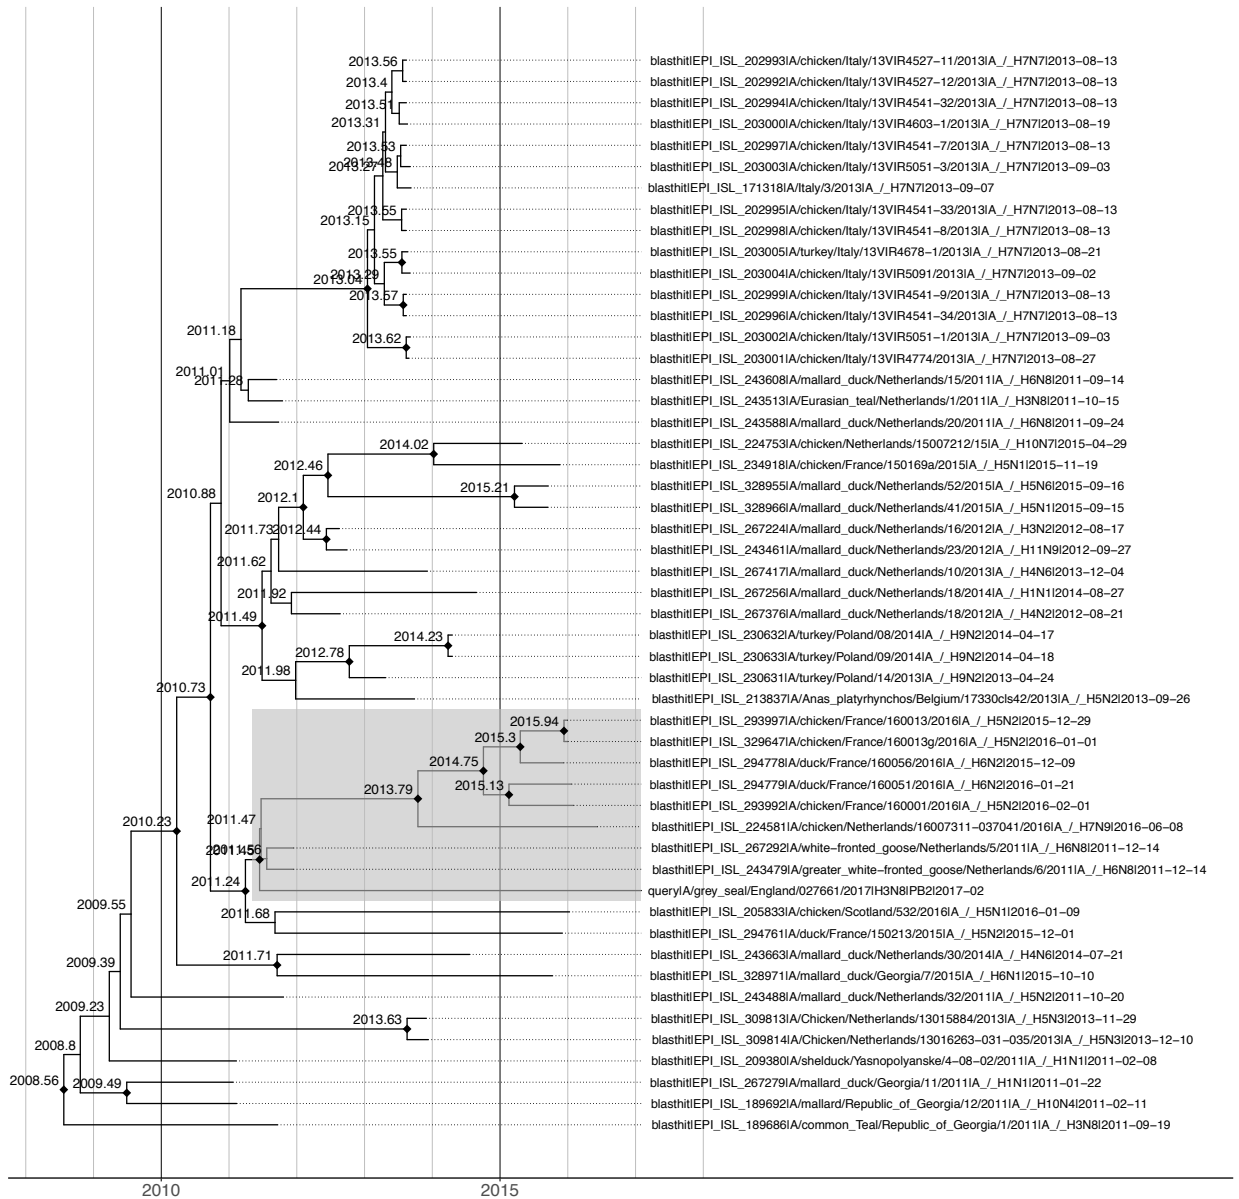 2013.56 blasthit|EPI_ISL_202993|A/chicken/Italy/13VIR4527-11/2013|A_/_H7N7|2013-08-13
blasthit|EPI_ISL_202992|A/chicken/Italy/13VIR4527-12/2013|A_/_H7N7|2013-08-13
2013.4
2013.51 blasthit|EPI_ISL_202994|A/chicken/Italy/13VIR4541-32/2013|A_/_H7N7|2013-08-13
2013.31 blasthit|EPI_ISL_203000|A/chicken/Italy/13VIR4603-1/2013|A_/_H7N7|2013-08-19
2013.53 blasthit|EPI_ISL_202997|A/chicken/Italy/13VIR4541-7/2013|A_/_H7N7|2013-08-13
2013.27 2013.48 blasthit|EPI_ISL_203003|A/chicken/Italy/13VIR5051-3/2013|A_/_H7N7|2013-09-03
blasthit|EPI_ISL_171318|A/Italy/3/2013|A_/_H7N7|2013-09-07
2013.55 blasthit|EPI_ISL_202995|A/chicken/Italy/13VIR4541-33/2013|A_/_H7N7|2013-08-13
2013.15 blasthit|EPI_ISL_202998|A/chicken/Italy/13VIR4541-8/2013|A_/_H7N7|2013-08-13
2013.55 blasthit|EPI_ISL_203005|A/turkey/Italy/13VIR4678-1/2013|A_/_H7N7|2013-08-21
2013.04 2013.29 blasthit|EPI_ISL_203004|A/chicken/Italy/13VIR5091/2013|A_/_H7N7|2013-09-02
2013.57 blasthit|EPI_ISL_202999|A/chicken/Italy/13VIR4541-9/2013|A_/_H7N7|2013-08-13
blasthit|EPI_ISL_202996|A/chicken/Italy/13VIR4541-34/2013|A_/_H7N7|2013-08-13
2011.18 2013.62 blasthit|EPI_ISL_203002|A/chicken/Italy/13VIR5051-1/2013|A_/_H7N7|2013-09-03
blasthit|EPI_ISL_203001|A/chicken/Italy/13VIR4774/2013|A_/_H7N7|2013-08-27
2011.01 2011.28 blasthit|EPI_ISL_243608|A/mallard_duck/Netherlands/15/2011|A_/_H6N8|2011-09-14
blasthit|EPI_ISL_243513|A/Eurasian_teal/Netherlands/1/2011|A_/_H3N8|2011-10-15
blasthit|EPI_ISL_243588|A/mallard_duck/Netherlands/20/2011|A_/_H6N8|2011-09-24
2014.02 blasthit|EPI_ISL_224753|A/chicken/Netherlands/15007212/15|A_/_H10N7|2015-04-29
2012.46 blasthit|EPI_ISL_234918|A/chicken/France/150169a/2015|A_/_H5N1|2015-11-19
2010.88 2015.21 blasthit|EPI_ISL_328955|A/mallard_duck/Netherlands/52/2015|A_/_H5N6|2015-09-16
2012.1 blasthit|EPI_ISL_328966|A/mallard_duck/Netherlands/41/2015|A_/_H5N1|2015-09-15
2011.73 2012.44 blasthit|EPI_ISL_267224|A/mallard_duck/Netherlands/16/2012|A_/_H3N2|2012-08-17
blasthit|EPI_ISL_243461|A/mallard_duck/Netherlands/23/2012|A_/_H11N9|2012-09-27
2011.62 blasthit|EPI_ISL_267417|A/mallard_duck/Netherlands/10/2013|A_/_H4N6|2013-12-04
2011.92 blasthit|EPI_ISL_267256|A/mallard_duck/Netherlands/18/2014|A_/_H1N1|2014-08-27
2011.49 blasthit|EPI_ISL_267376|A/mallard_duck/Netherlands/18/2012|A_/_H4N2|2012-08-21
2014.23 blasthit|EPI_ISL_230632|A/turkey/Poland/08/2014|A_/_H9N2|2014-04-17
2012.78 blasthit|EPI_ISL_230633|A/turkey/Poland/09/2014|A_/_H9N2|2014-04-18
2011.98 blasthit|EPI_ISL_230631|A/turkey/Poland/14/2013|A_/_H9N2|2013-04-24
2010.73 blasthit|EPI_ISL_213837|A/Anas_platyrhynchos/Belgium/17330cls42/2013|A_/_H5N2|2013-09-26
2015.94 blasthit|EPI_ISL_293997|A/chicken/France/160013/2016|A_/_H5N2|2015-12-29
2015.3 blasthit|EPI_ISL_329647|A/chicken/France/160013g/2016|A_/_H5N2|2016-01-01
2014.75 blasthit|EPI_ISL_294778|A/duck/France/160056/2016|A_/_H6N2|2015-12-09
2013.79 2015.13 blasthit|EPI_ISL_294779|A/duck/France/160051/2016|A_/_H6N2|2016-01-21
blasthit|EPI_ISL_293992|A/chicken/France/160001/2016|A_/_H5N2|2016-02-01
2010.23 2011.47 blasthit|EPI_ISL_224581|A/chicken/Netherlands/16007311-037041/2016|A_/_H7N9|2016-06-08
blasthit|EPI_ISL_267292|A/white-fronted_goose/Netherlands/5/2011|A_/_H6N8|2011-12-14
blasthit|EPI_ISL_243479|A/greater_white-fronted_goose/Netherlands/6/2011|A_/_H6N8|2011-12-14
2011.24 query|A/grey_seal/England/027661/2017|H3N8|PB2|2017-02
2009.55 2011.68 blasthit|EPI_ISL_205833|A/chicken/Scotland/532/2016|A_/_H5N1|2016-01-09
blasthit|EPI_ISL_294761|A/duck/France/150213/2015|A_/_H5N2|2015-12-01
2011.71 blasthit|EPI_ISL_243663|A/mallard_duck/Netherlands/30/2014|A_/_H4N6|2014-07-21
2009.39 blasthit|EPI_ISL_328971|A/mallard_duck/Georgia/7/2015|A_/_H6N1|2015-10-10
blasthit|EPI_ISL_243488|A/mallard_duck/Netherlands/32/2011|A_/_H5N2|2011-10-20
2009.23 2013.63 blasthit|EPI_ISL_309813|A/Chicken/Netherlands/13015884/2013|A_/_H5N3|2013-11-29
2008.8 blasthit|EPI_ISL_309814|A/Chicken/Netherlands/13016263-031-035/2013|A_/_H5N3|2013-12-10
blasthit|EPI_ISL_209380|A/shelduck/Yasnopolyanske/4-08-02/2011|A_/_H1N1|2011-02-08
2008.56 2009.49 blasthit|EPI_ISL_267279|A/mallard_duck/Georgia/11/2011|A_/_H1N1|2011-01-22
blasthit|EPI_ISL_189692|A/mallard/Republic_of_Georgia/12/2011|A_/_H10N4|2011-02-11
blasthit|EPI_ISL_189686|A/common_Teal/Republic_of_Georgia/1/2011|A_/_H3N8|2011-09-19
2010 2015